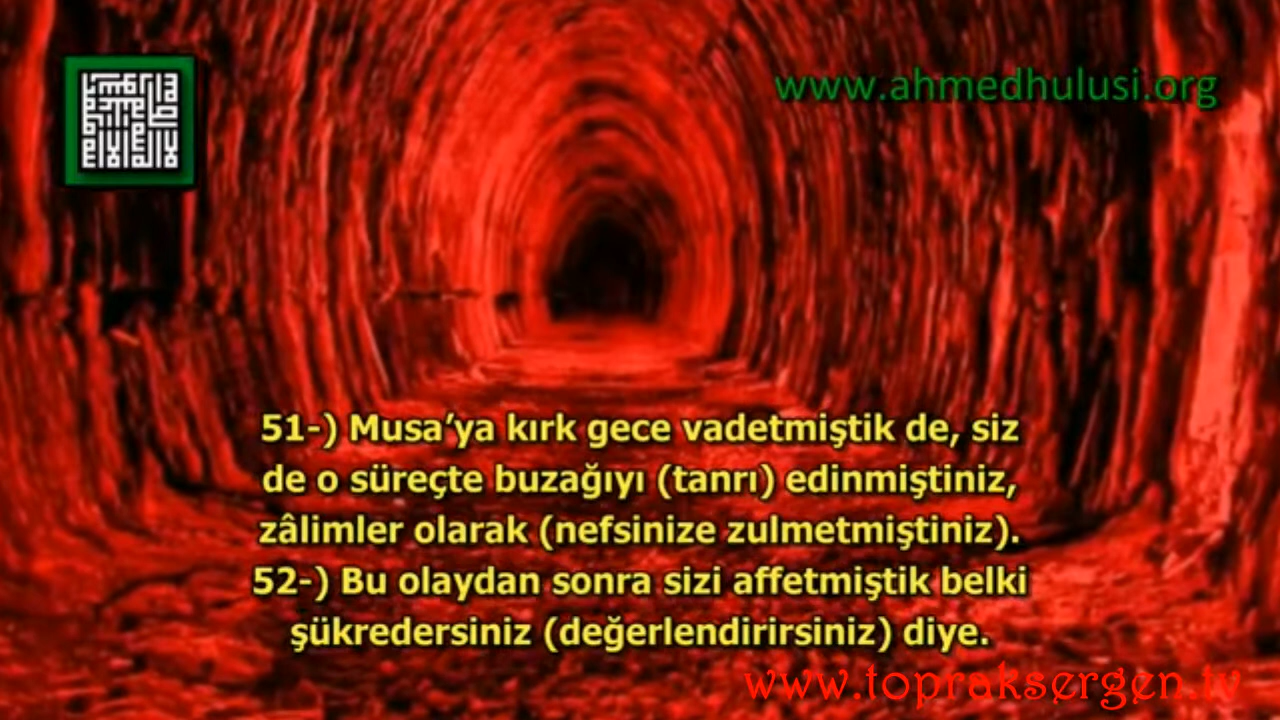 www.ahmedhulusi.org
51-) Musa’ya kırk gece vadetmiştik de, siz
de o süreçte buzağıyı (tanrı) edinmiştiniz,
zâlimler olarak (nefsinize zulmetmiştiniz).
52-) Bu olaydan sonra sizi affetmiştik belki
şükredersiniz (değerlendirirsiniz) diye.
www.topraksergen.tv